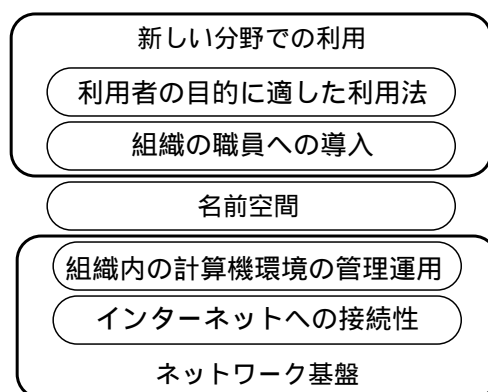 新しい分野での利用
利用者の目的に適した利用法
組織の職員への導入
名前空間
組織内の計算機環境の管理運用
インターネットへの接続性
ネットワーク基盤